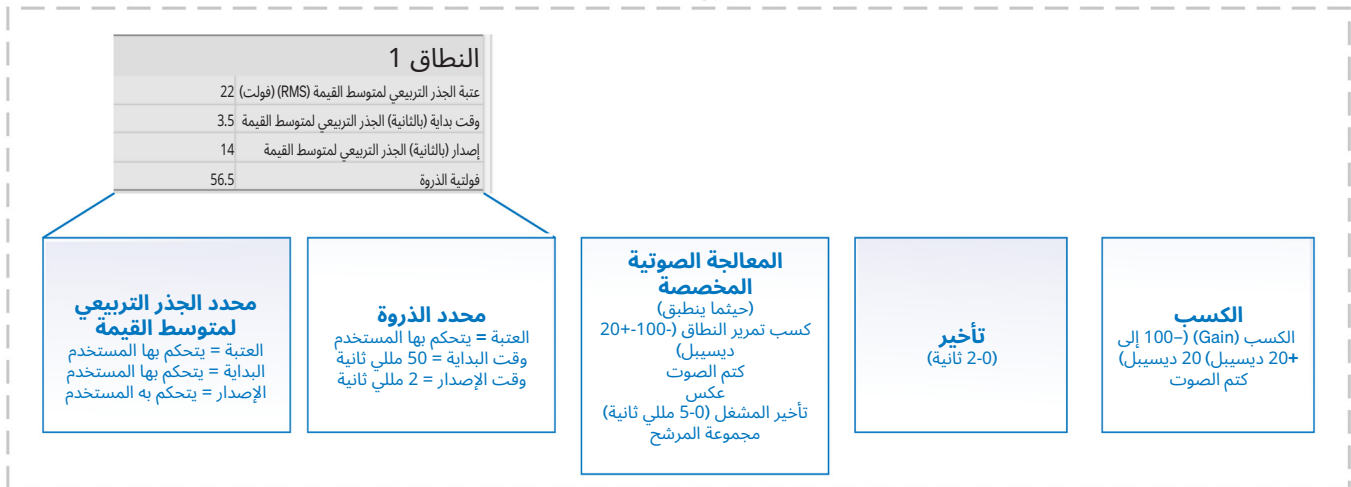 النطاق 1
عتبة الجذر التربيعي لمتوسط القيمة (RMS) (فولت) 22
وقت بداية (بالثانية) الجذر التربيعي لمتوسط القيمة 3.5
إصدار (بالثانية) الجذر التربيعي لمتوسط القيمة 14
فولتية الذروة 56.5
الكسب
الكسب (Gain) (–100 إلى
+20 ديسيبل) 20 ديسيبل)
كتم الصوت
تأخير
(0-2 ثانية)
المعالجة الصوتية
المخصصة
(حيثما ينطبق)
كسب تمرير النطاق (-100-+20
ديسيبل)
كتم الصوت
عكس
تأخير المشغل (0-5 مللي ثانية)
مجموعة المرشح
محدد الذروة
العتبة = يتحكم بها المستخدم
وقت البداية = 50 مللي ثانية
وقت الإصدار = 2 مللي ثانية
محدد الجذر التربيعي
لمتوسط القيمة
العتبة = يتحكم بها المستخدم
البداية = يتحكم بها المستخدم
الإصدار = يتحكم به المستخدم